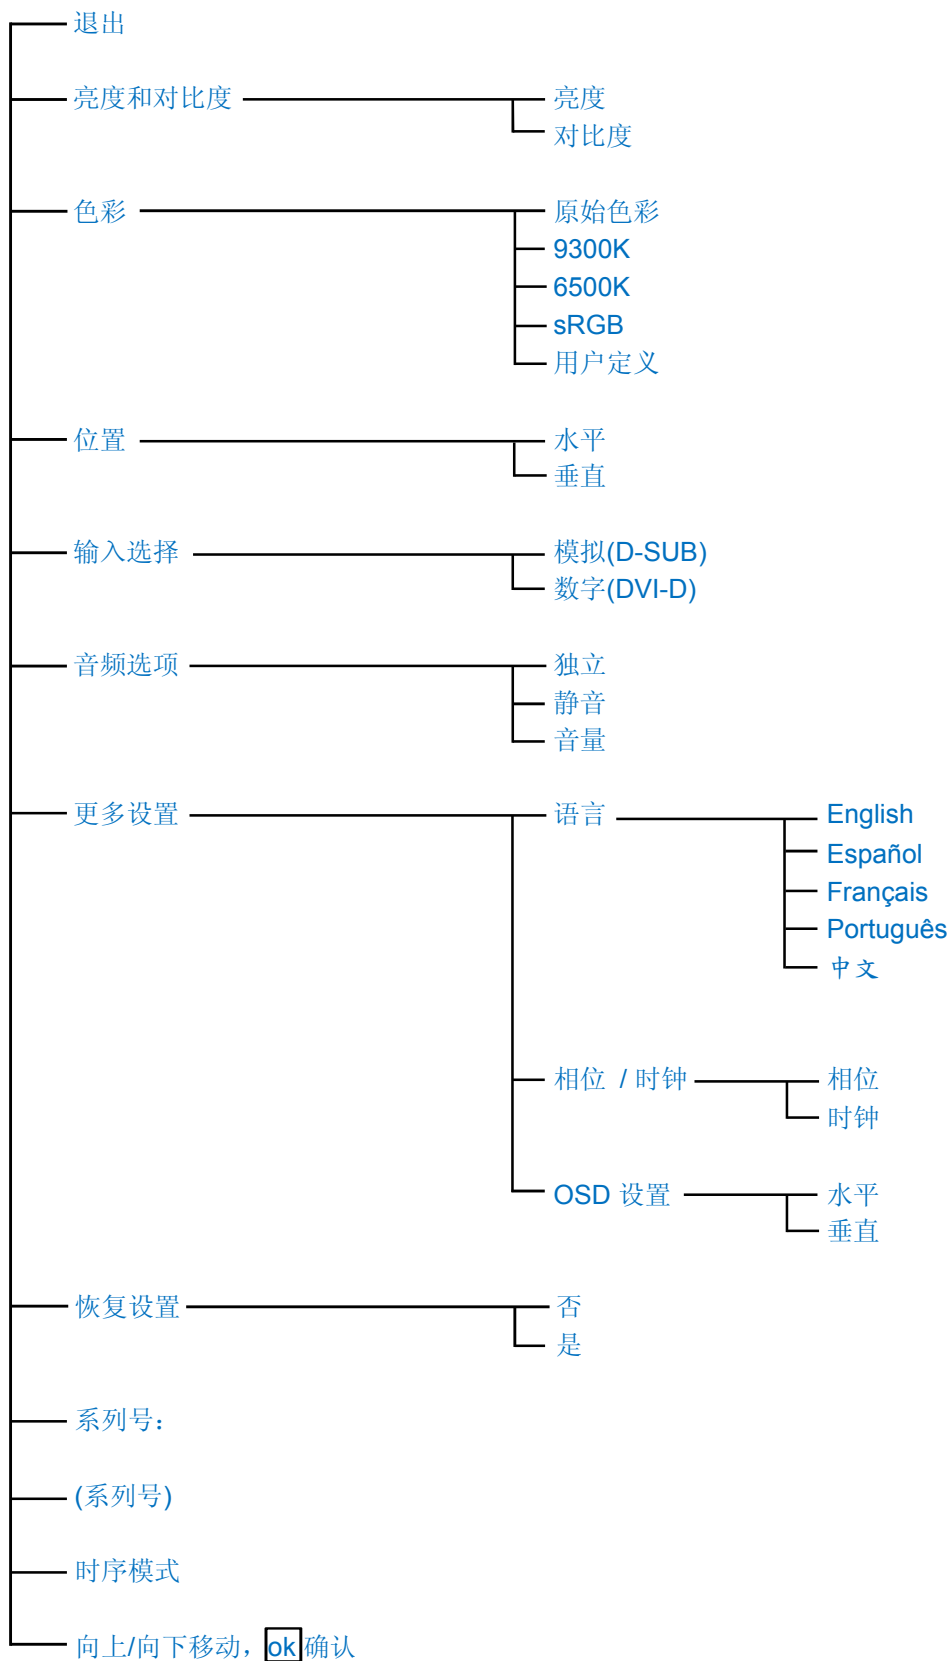 退出
亮度和对比度 亮度
对比度
色彩 原始色彩
9300K
6500K
sRGB
用户定义
位置 水平
垂直
输入选择 模拟(D-SUB)
数字(DVI-D)
音频选项 独立
静音
音量
更多设置 语言 English
Español
Français
Português
中文
相位 / 时钟 相位
时钟
OSD 设置 水平
垂直
恢复设置 否
是
系列号：
(系列号)
时序模式
向上/向下移动，ok确认